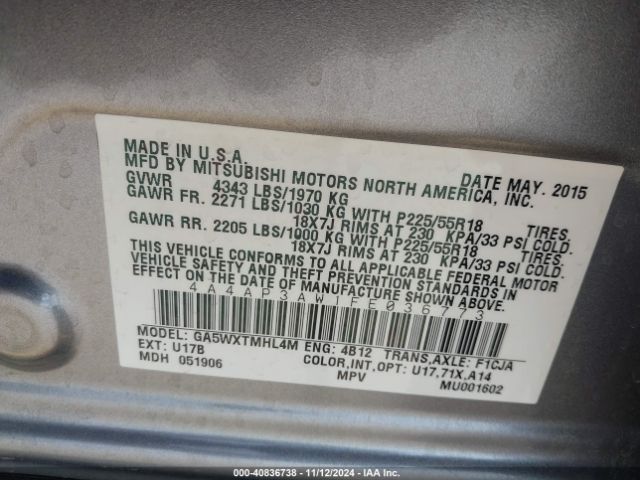 MADE IN U.S.A. DATE MAY. 2015
MFD BY MITSUBISHI MOTORS NORTH AMERICA, INC.
GVWR 4343 LBS/1970 KG
GAWR FR. 2271 LBS/1030 KG WITH P225/55R18 TIRES,
18X7J RIMS AT 230 KPA/33 PSI COLD.
GAWR RR. 2205 LBS/1000 KG WITH P225/55R18 TIRES,
18X7J RIMS AT 230 KPA/33 PSI COLD.
THIS VEHICLE CONFORMS TO ALL APPLICABLE FEDERAL MOTOR
VEHICLE SAFETY AND THEFT PREVENTION STANDARDS IN
EFFECT ON THE DATE OF MANUFACTURE SHOWN ABOVE.
4A4AP3AW1FE036773
MODEL: GA5WXTMHL4M ENG: 4B12 TRANS,AXLE: F1CJA
EXT: U17B COLOR,INT,OPT: U17,71X,A14
MDH 051906 MPV MU001602
000-40836738 - 11/12/2024 - IAA Inc.